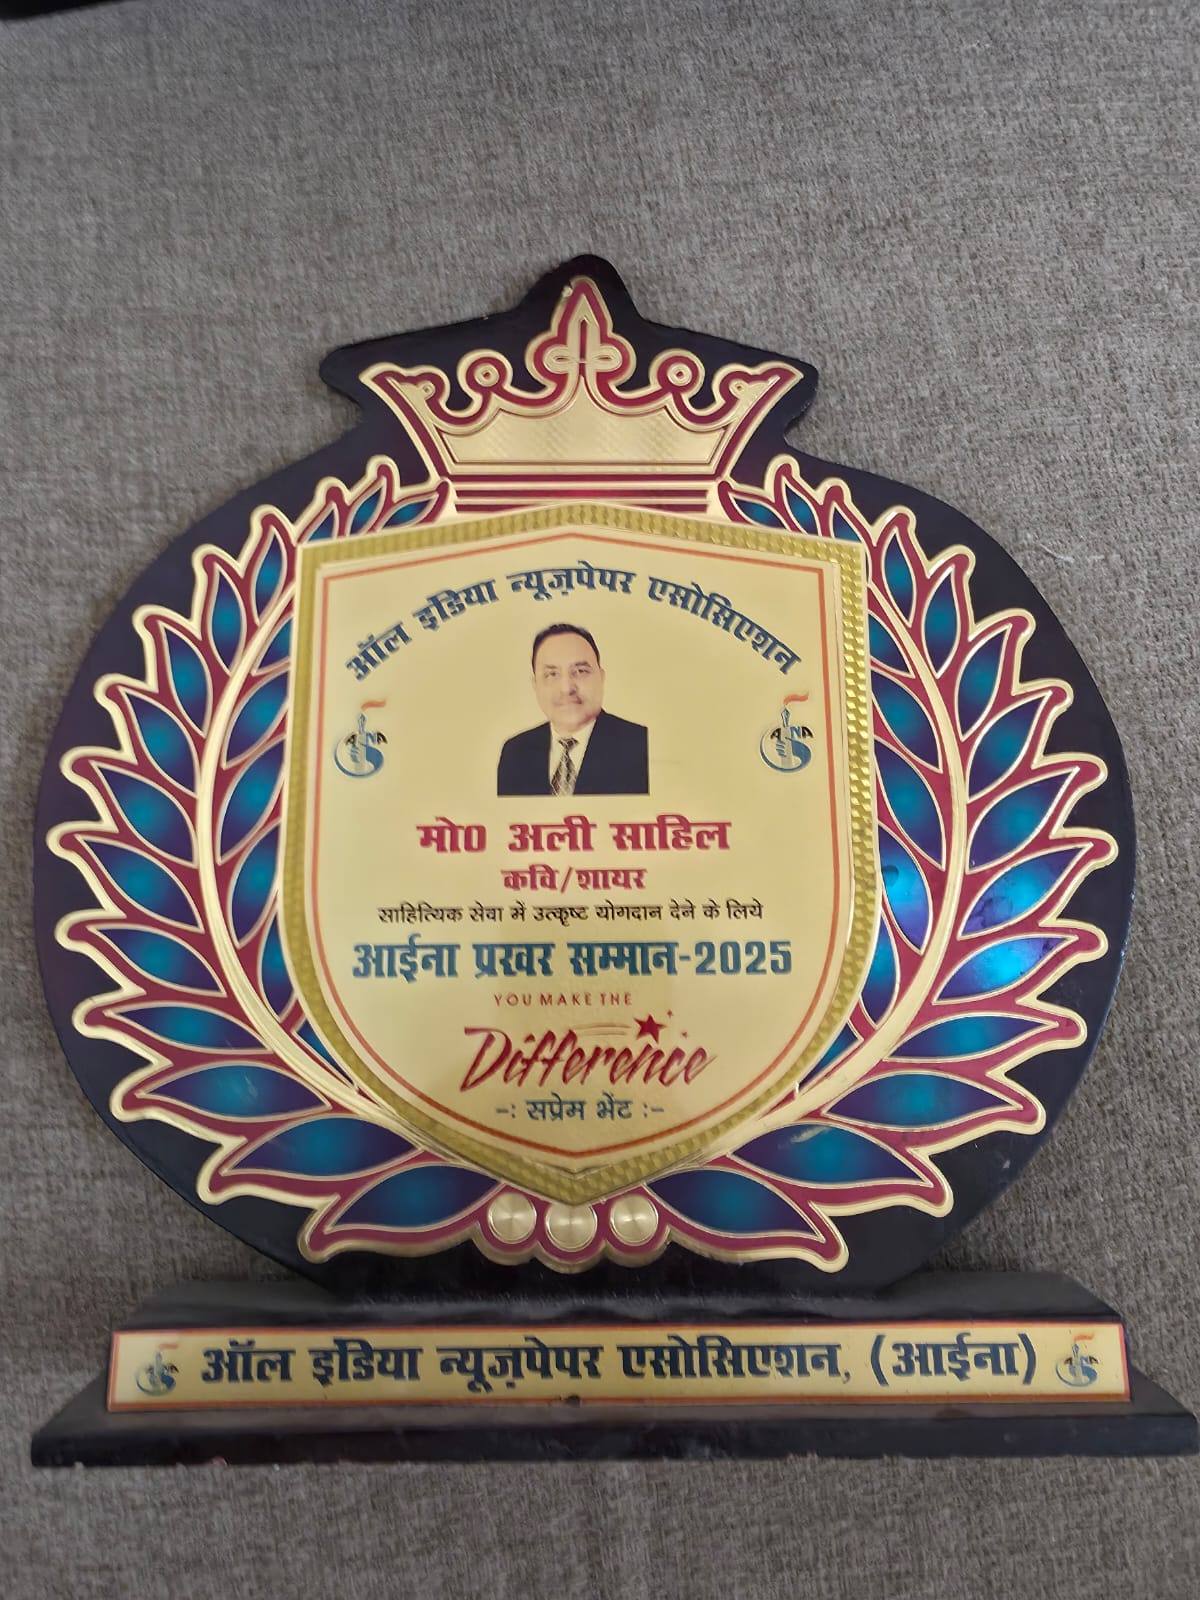 ऑल इंडिया न्यूज़पेपर एसोसिएशन
मो० अली साहिल
कवि/शायर
साहित्यिक सेवा में उत्कृष्ट योगदान देने के लिये
आईना प्रखर सम्मान-2025
YOU MAKE THE
Difference
-: सप्रेम भेंट :-
ऑल इंडिया न्यूज़पेपर एसोसिएशन, (आईना)